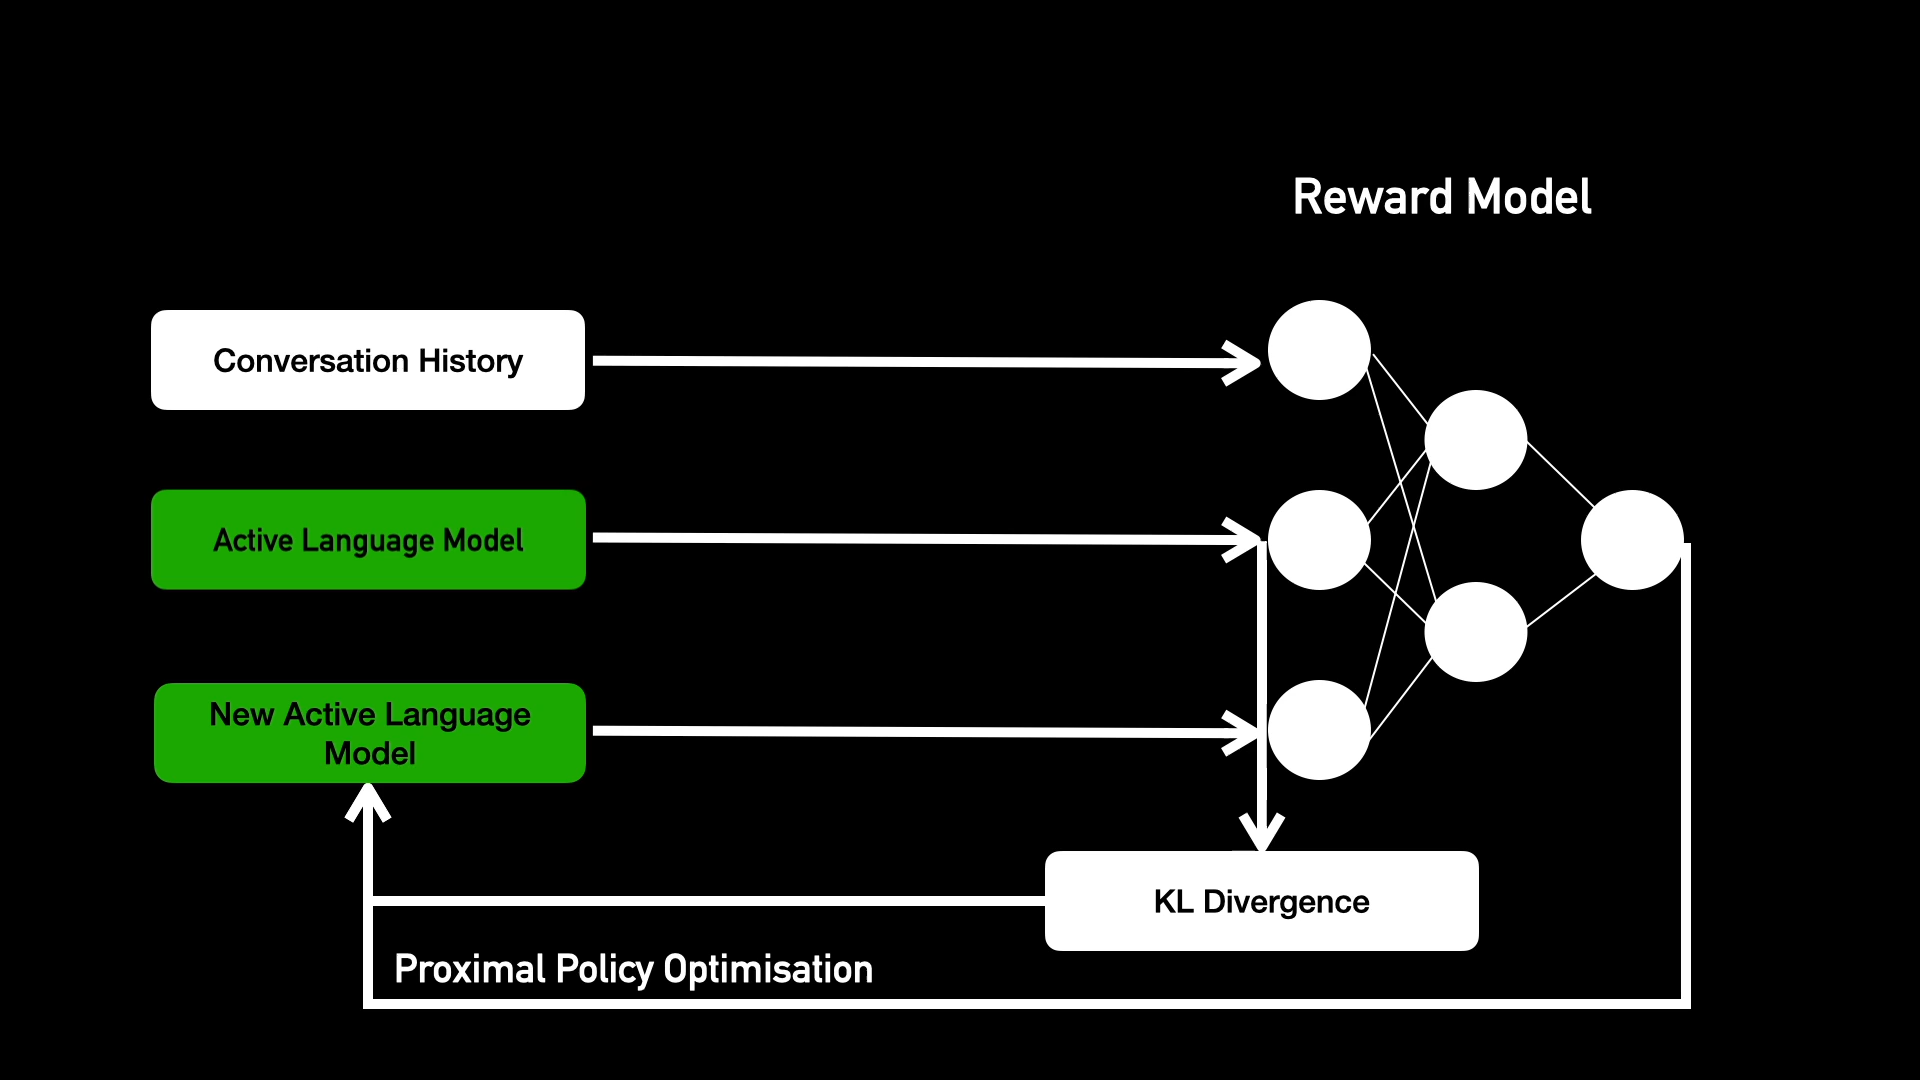 Reward Model
Conversation History
Active Language Model
New Active Language
Model
KL Divergence
Proximal Policy Optimisation